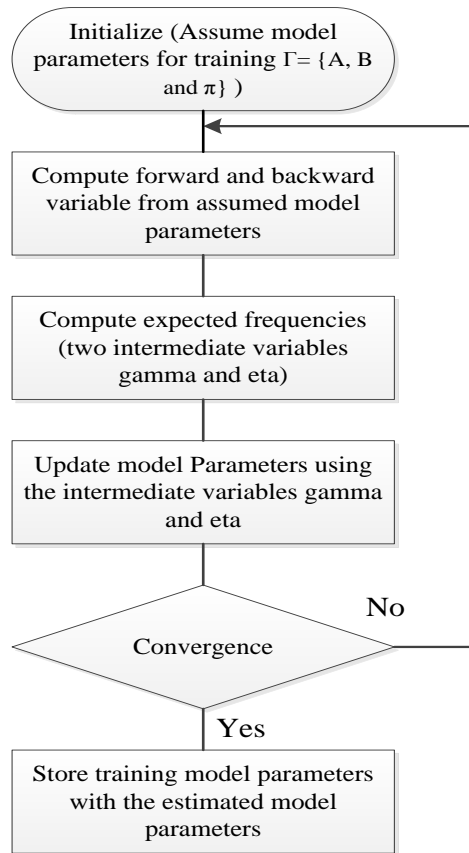 Initialize (Assume model
parameters for training Γ= {A, B
and π} )
Compute forward and backward
variable from assumed model
parameters
Compute expected frequencies
(two intermediate variables
gamma and eta)
Update model Parameters using
the intermediate variables gamma
and eta
Convergence
No
Yes
Store training model parameters
with the estimated model
parameters